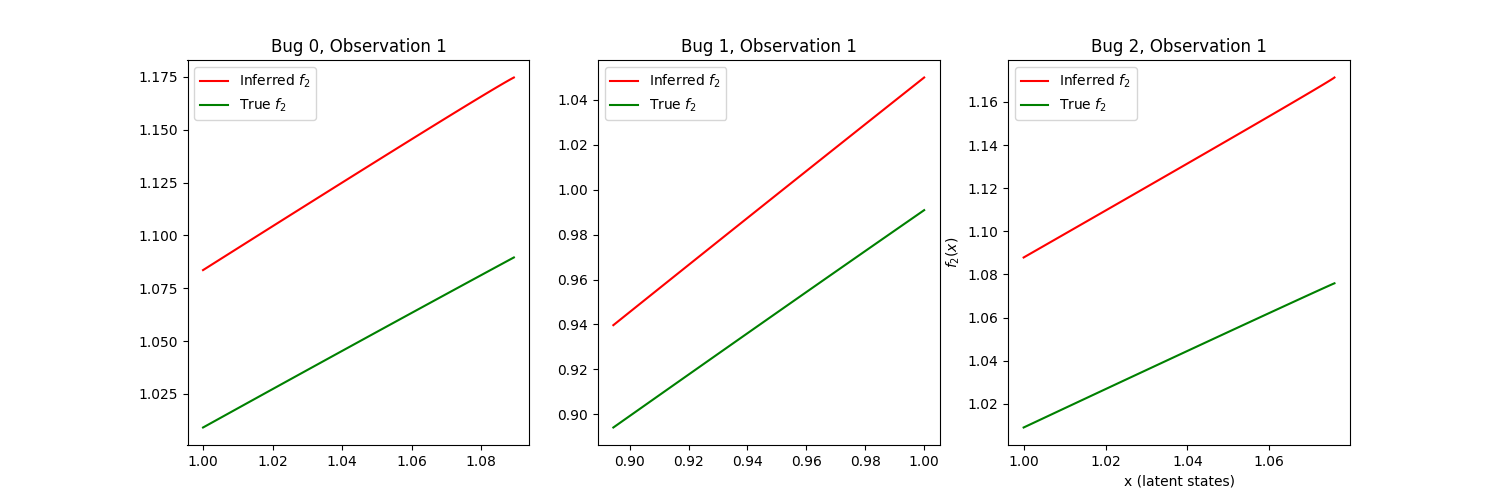 Bug 0, Observation 1
Inferred f₂
True f₂
1.175
1.150
1.125
1.100
1.075
1.050
1.025
1.00 1.02 1.04 1.06 1.08
Bug 1, Observation 1
Inferred f₂
True f₂
1.04
1.02
1.00
0.98
0.96
0.94
0.92
0.90
0.90 0.92 0.94 0.96 0.98 1.00
Bug 2, Observation 1
Inferred f₂
True f₂
f₂(x)
1.16
1.14
1.12
1.10
1.08
1.06
1.04
1.02
1.00 1.02 1.04 1.06
x (latent states)